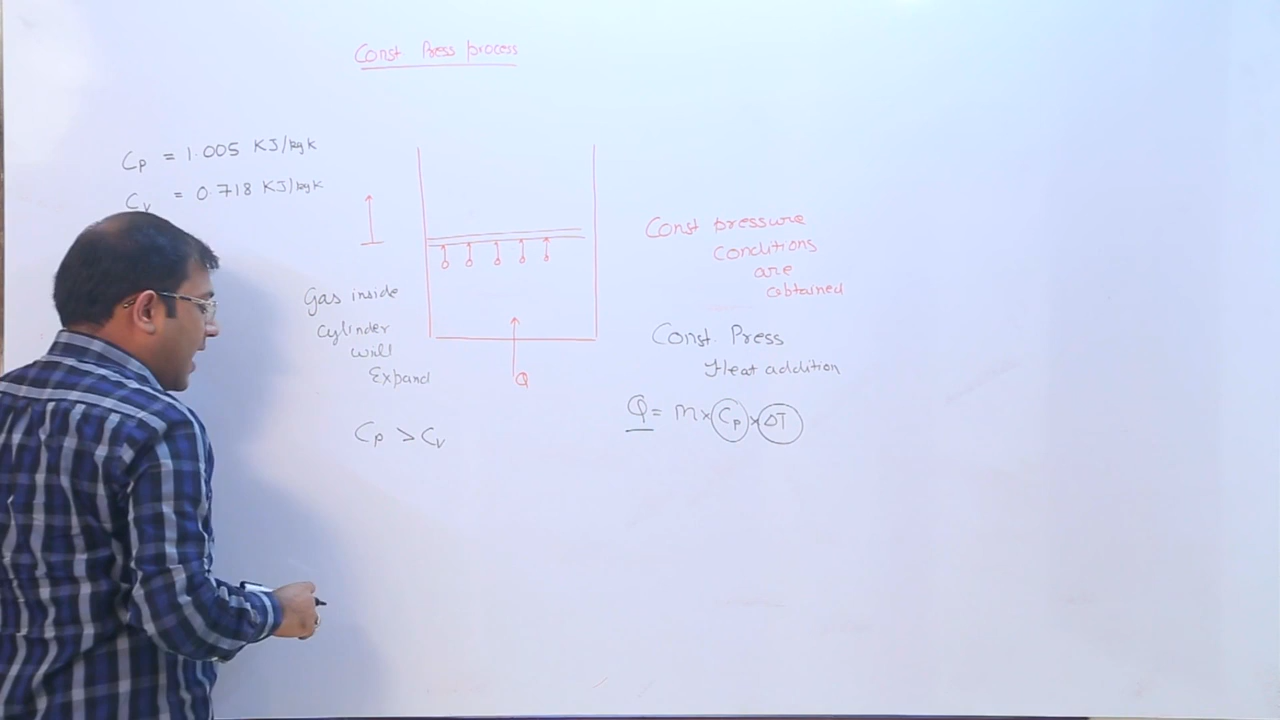 Const Press process
Cp = 1.005 KJ/kgk
Cv = 0.718 KJ/kgk
Gas inside
cylinder
will
Expand
Q
Const pressure
Conditions
are
obtained
Const. Press
Heat addition
Q = m × Cp × ΔT
Cp > Cv